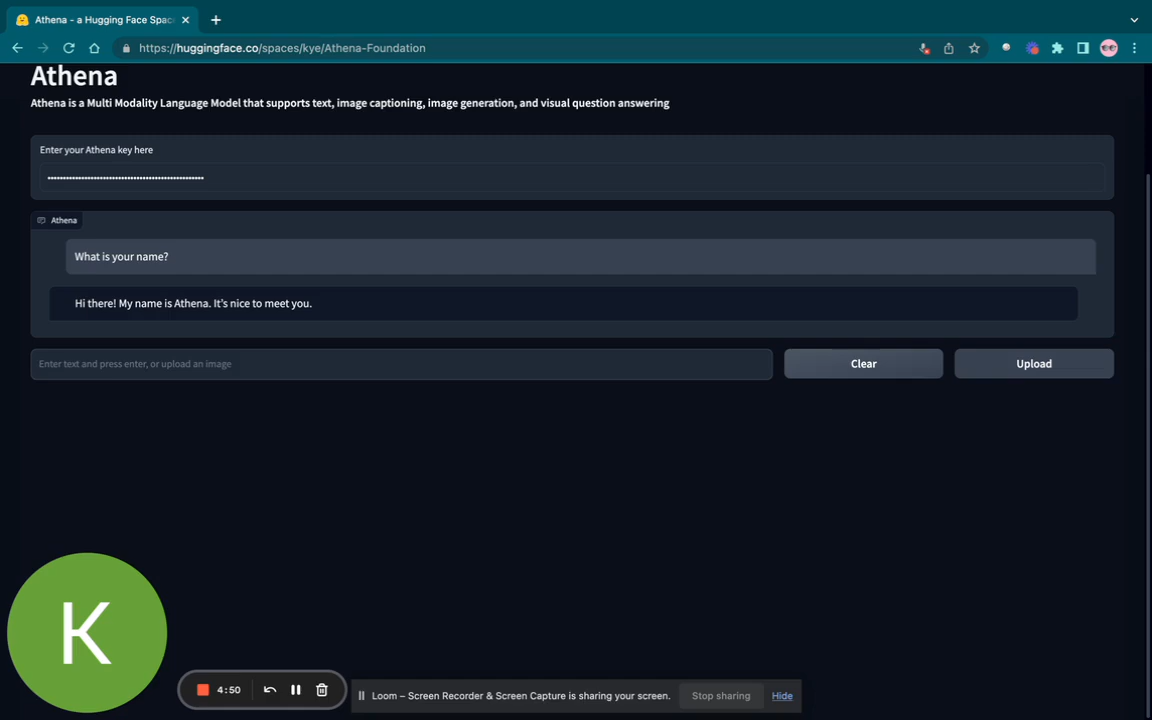 Athena - a Hugging Face Spac
https://huggingface.co/spaces/kye/Athena-Foundation
Athena
Athena is a Multi Modality Language Model that supports text, image captioning, image generation, and visual question answering
Enter your Athena key here
Athena
What is your name?
Hi there! My name is Athena. It's nice to meet you.
Enter text and press enter, or upload an image
Clear
Upload
K
4:50
Loom – Screen Recorder & Screen Capture is sharing your screen.
Stop sharing
Hide